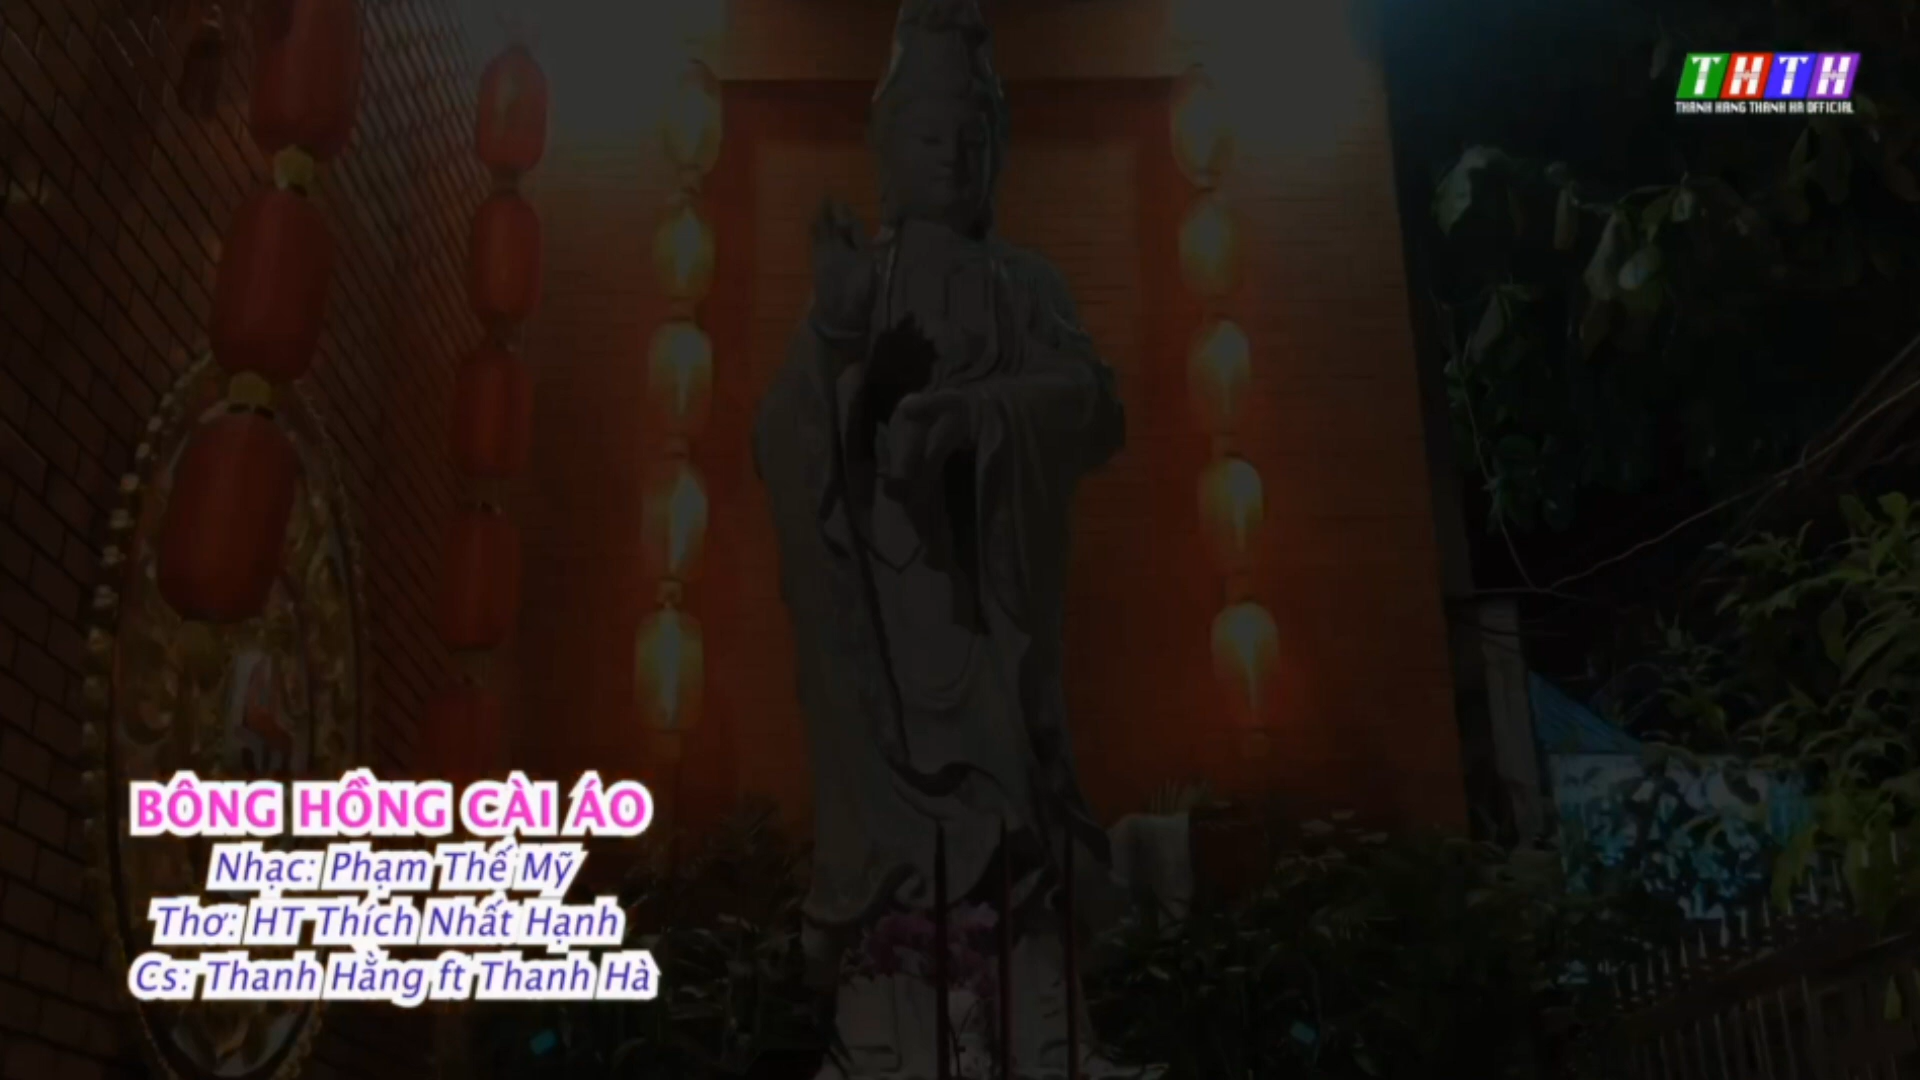 THTH
THANH HANG THANH HA OFFICIAL
BÔNG HỒNG CÀI ÁO
Nhạc: Phạm Thế Mỹ
Thơ: HT Thích Nhất Hạnh
Cs: Thanh Hằng ft Thanh Hà